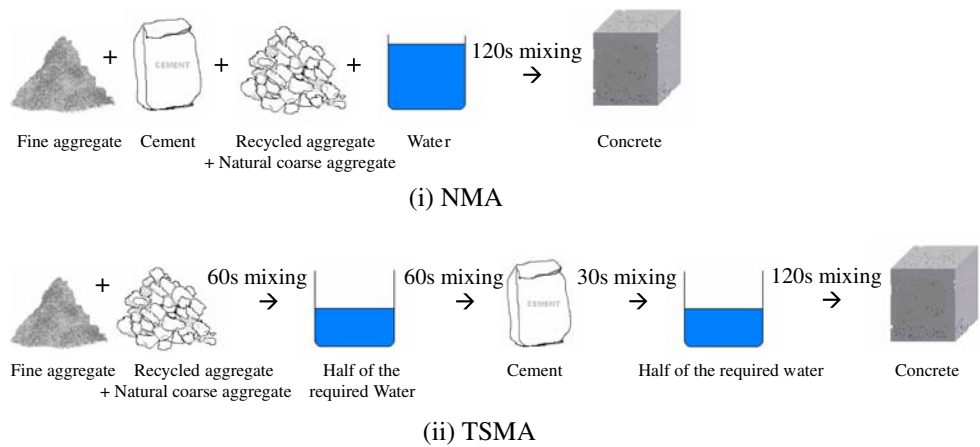 + + + 120s mixing →
CEMENT
Fine aggregate Cement Recycled aggregate Water Concrete
+ Natural coarse aggregate
(i) NMA
+ 60s mixing → 60s mixing → 30s mixing → 120s mixing →
CEMENT
Fine aggregate Recycled aggregate Half of the Cement Half of the required water Concrete
+ Natural coarse aggregate required Water
(ii) TSMA